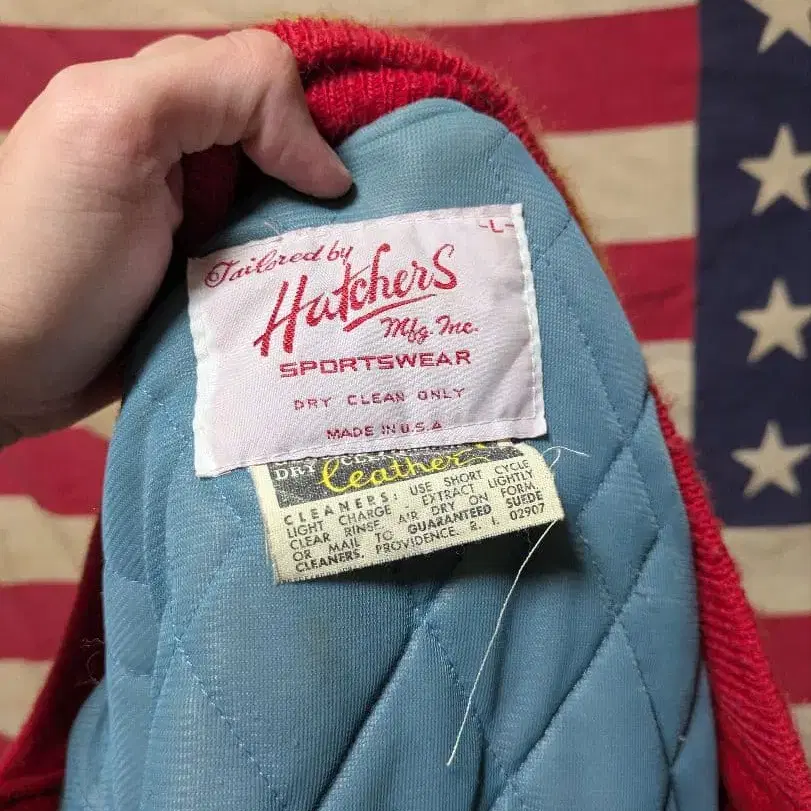 Tailored by
-L-
Hatchers
Mfg. Inc.
SPORTSWEAR
DRY CLEAN ONLY
MADE IN U.S.A
DRY
Leather
CLEANERS: USE SHORT CYCLE
LIGHT CHARGE, EXTRACT LIGHTLY
CLEAR RINSE, AIR DRY ON FORM,
OR MAIL TO GUARANTEED SUEDE
CLEANERS, PROVIDENCE, R. I. 02907